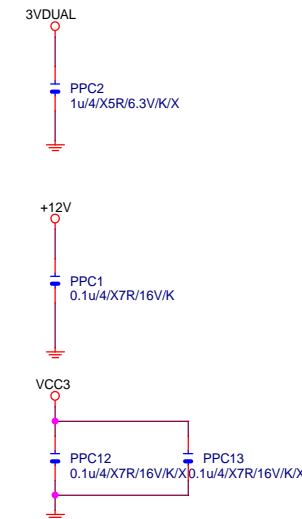 3VDUAL
PPC2
1u/4/X5R/6.3V/K/X
+12V
PPC1
0.1u/4/X7R/16V/K
VCC3
PPC12
0.1u/4/X7R/16V/K/X
PPC13
0.1u/4/X7R/16V/K/X